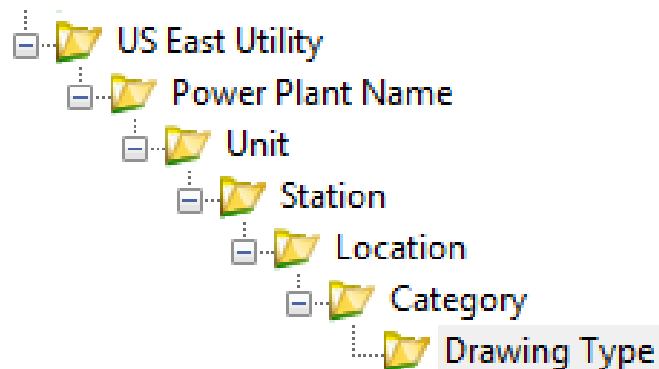 US East Utility
Power Plant Name
Unit
Station
Location
Category
Drawing Type